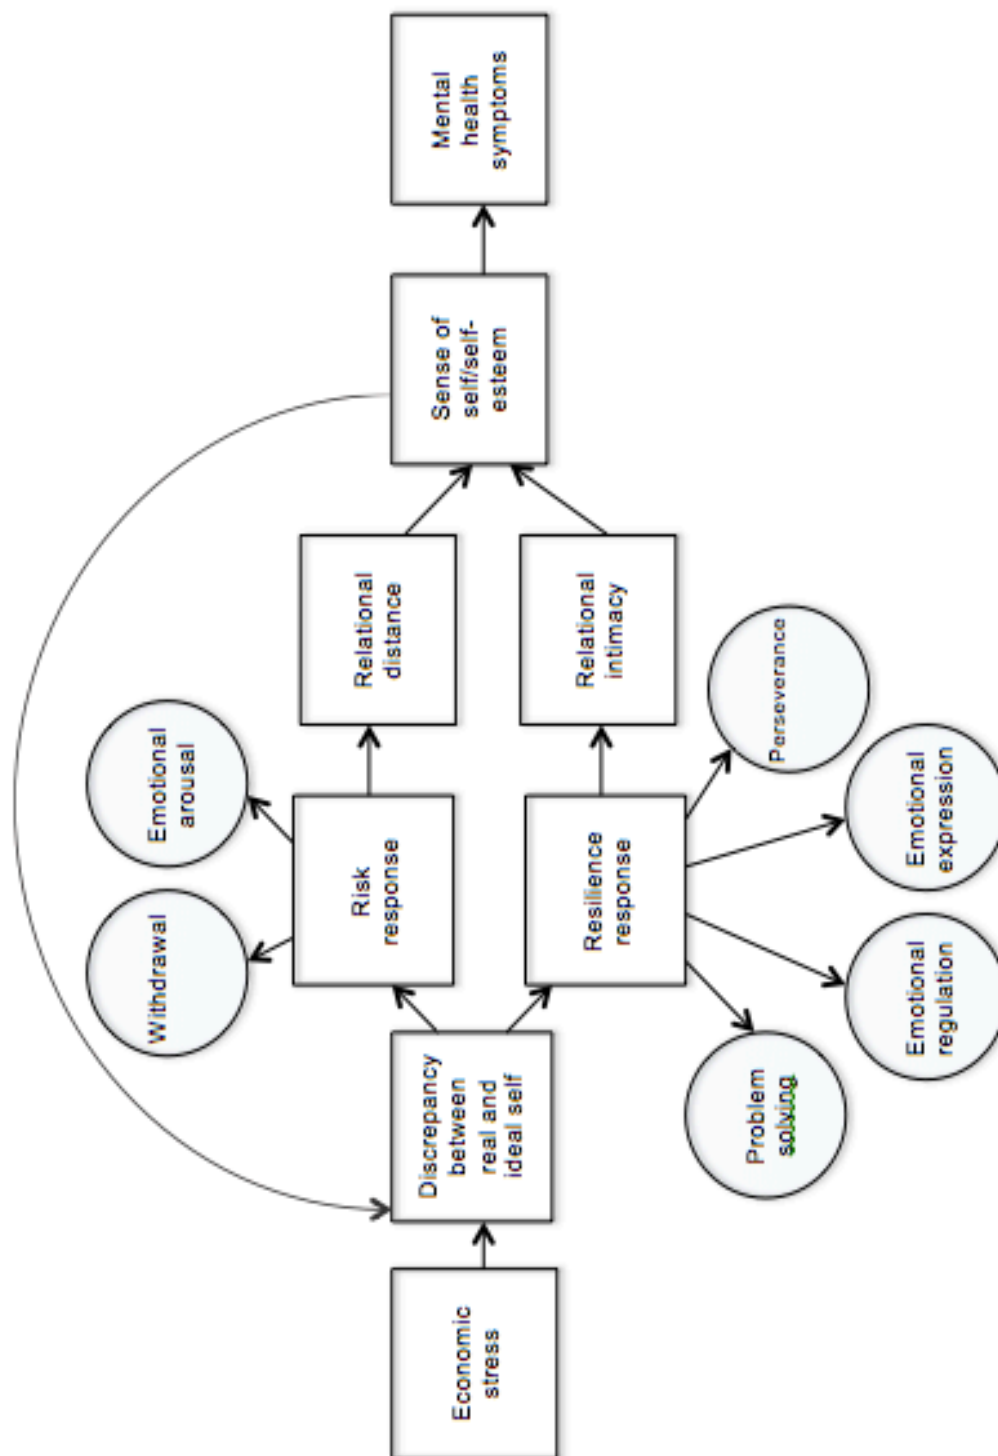 Economic
stress
Discrepancy
between
real and
ideal self
Withdrawal
Emotional
arousal
Risk
response
Resilience
response
Problem
solving
Emotional
regulation
Emotional
expression
Perseverance
Relational
distance
Relational
intimacy
Sense of
self/self-
esteem
Mental
health
symptoms